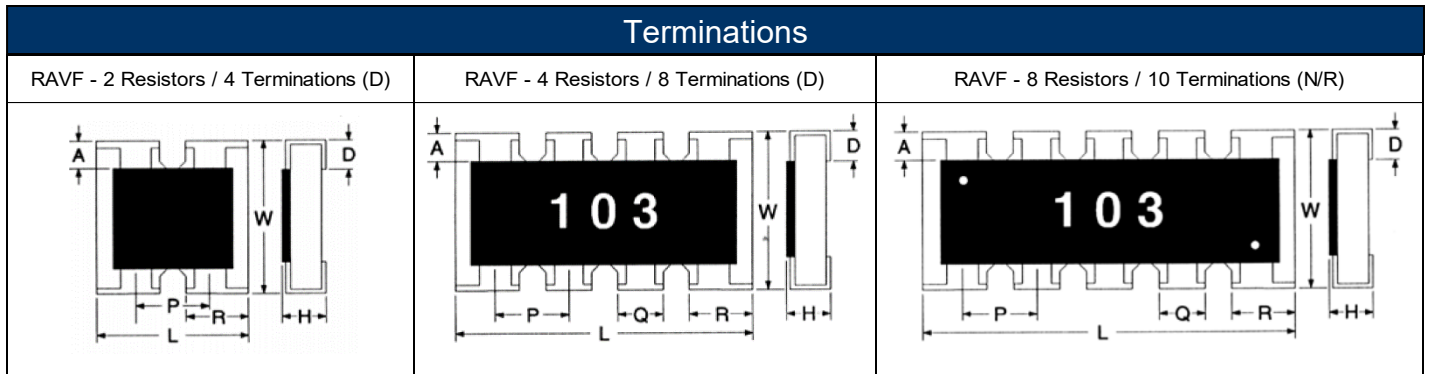 Terminations
RAVF - 2 Resistors / 4 Terminations (D)
RAVF - 4 Resistors / 8 Terminations (D)
RAVF - 8 Resistors / 10 Terminations (N/R)
A
D
W
P
R
H
L
A
D
103
W
P
Q
R
H
L
A
D
103
W
P
Q
R
H
L